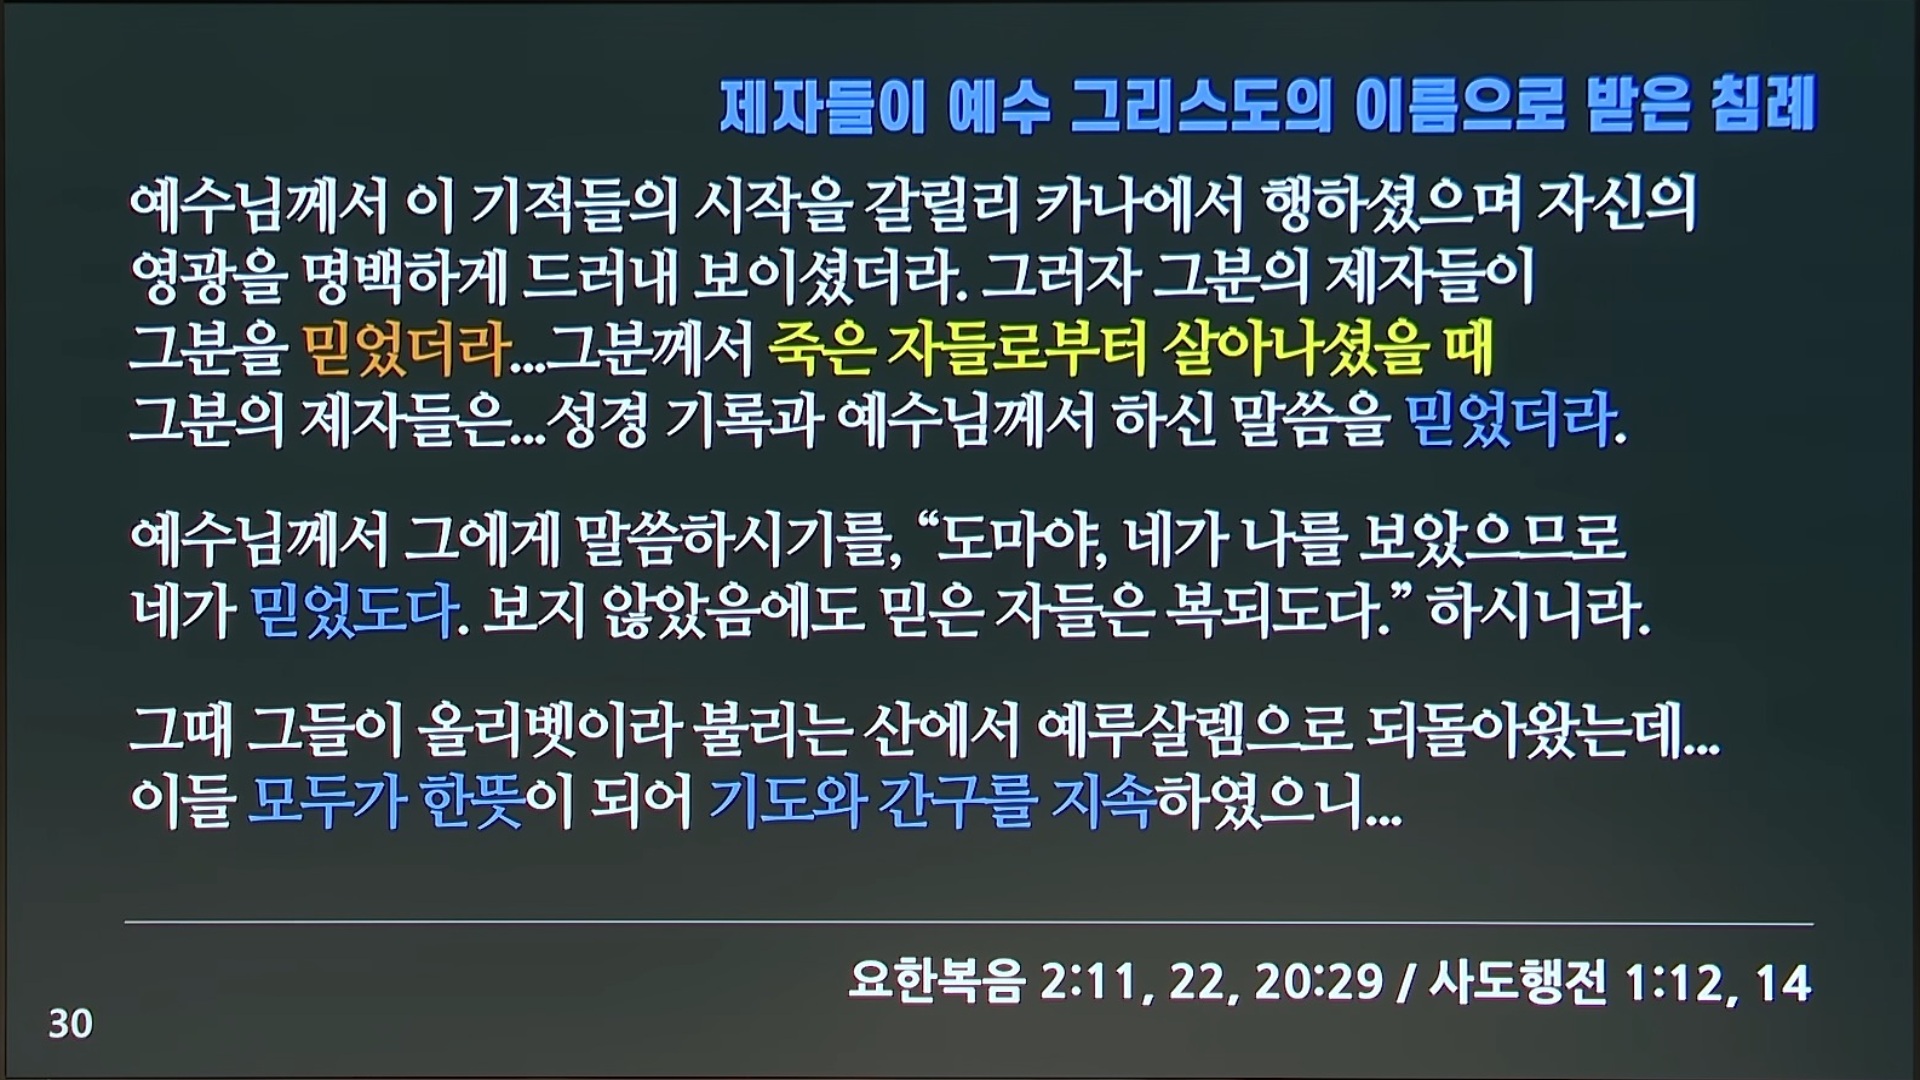 제자들이 예수 그리스도의 이름으로 받은 침례
예수님께서 이 기적들의 시작을 갈릴리 카나에서 행하셨으며 자신의
영광을 명백하게 드러내 보이셨더라. 그러자 그분의 제자들이
그분을 믿었더라...그분께서 죽은 자들로부터 살아나셨을 때
그분의 제자들은...성경 기록과 예수님께서 하신 말씀을 믿었더라.
예수님께서 그에게 말씀하시기를, “도마야, 네가 나를 보았으므로
네가 믿었도다. 보지 않았음에도 믿은 자들은 복되도다.” 하시니라.
그때 그들이 올리벳이라 불리는 산에서 예루살렘으로 되돌아왔는데...
이들 모두가 한뜻이 되어 기도와 간구를 지속하였으니...
요한복음 2:11, 22, 20:29 / 사도행전 1:12, 14
30